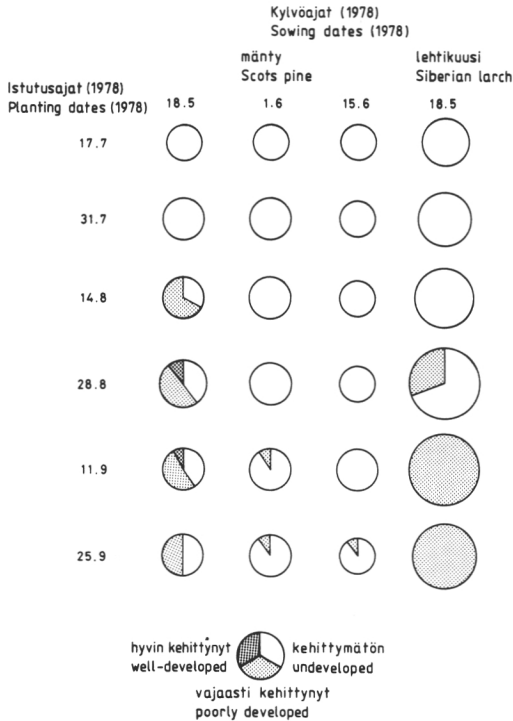 Kylvöajat (1978)
Sowing dates (1978)
mänty
Scots pine
lehtikuusi
Siberian larch
Istutusajat (1978)
Planting dates (1978)
18.5 1.6 15.6 18.5
17.7
31.7
14.8
28.8
11.9
25.9
hyvin kehittynyt
well-developed
kehittymätön
undeveloped
vajaasti kehittynyt
poorly developed